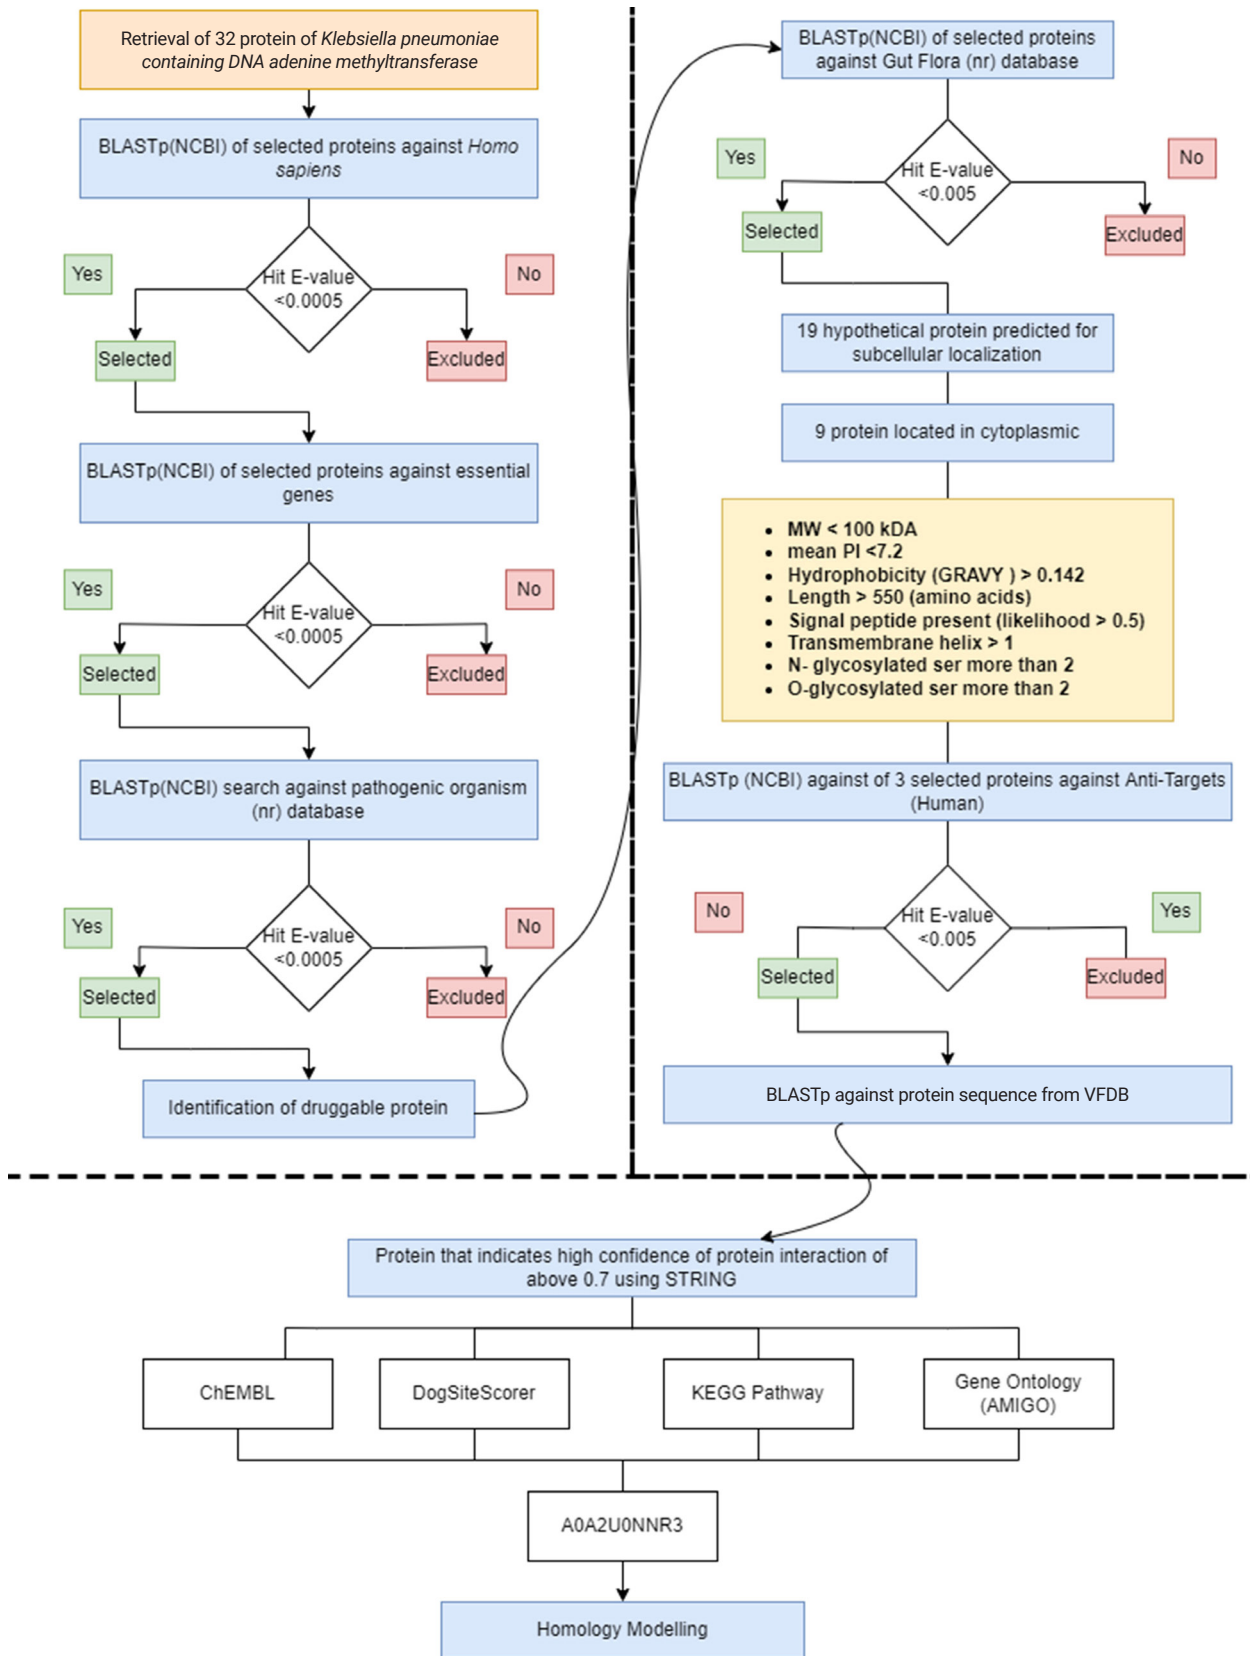 Retrieval of 32 protein of Klebsiella pneumoniae
containing DNA adenine methyltransferase
BLASTp(NCBI) of selected proteins against Homo
sapiens
Hit E-value
<0.0005
Yes
No
Selected
Excluded
BLASTp(NCBI) of selected proteins against essential
genes
Hit E-value
<0.0005
Yes
No
Selected
Excluded
BLASTp(NCBI) search against pathogenic organism
(nr) database
Hit E-value
<0.0005
Yes
No
Selected
Excluded
Identification of druggable protein
BLASTp(NCBI) of selected proteins
against Gut Flora (nr) database
Hit E-value
<0.005
Yes
No
Selected
Excluded
19 hypothetical protein predicted for
subcellular localization
9 protein located in cytoplasmic
• MW < 100 kDA
• mean PI <7.2
• Hydrophobicity (GRAVY ) > 0.142
• Length > 550 (amino acids)
• Signal peptide present (likelihood > 0.5)
• Transmembrane helix > 1
• N- glycosylated ser more than 2
• O-glycosylated ser more than 2
BLASTp (NCBI) against of 3 selected proteins against Anti-Targets
(Human)
Hit E-value
<0.005
No
Yes
Selected
Excluded
BLASTp against protein sequence from VFDB
Protein that indicates high confidence of protein interaction of
above 0.7 using STRING
ChEMBL
DogSiteScorer
KEGG Pathway
Gene Ontology
(AMIGO)
A0A2U0NNR3
Homology Modelling